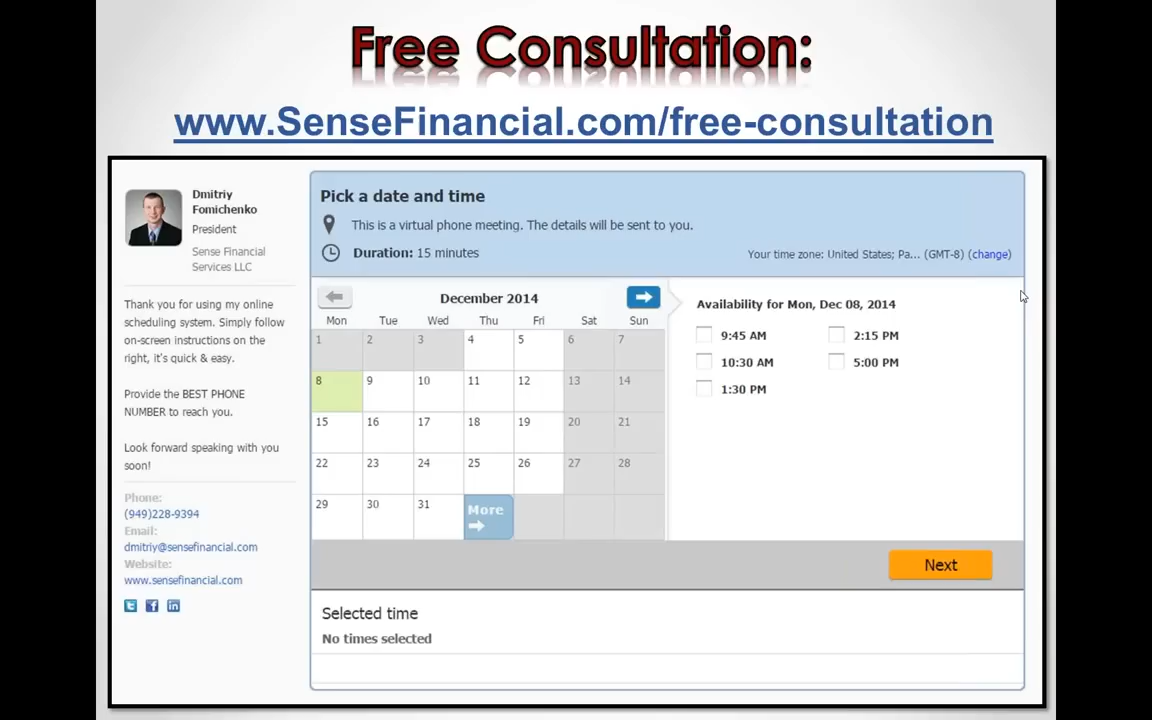 Free Consultation:
www.SenseFinancial.com/free-consultation
Dmitriy
Fomichenko
President
Sense Financial
Services LLC
Thank you for using my online
scheduling system. Simply follow
on-screen instructions on the
right, it's quick & easy.
Provide the BEST PHONE
NUMBER to reach you.
Look forward speaking with you
soon!
Phone:
(949)228-9394
Email:
dmitriy@sensefinancial.com
Website:
www.sensefinancial.com
Pick a date and time
This is a virtual phone meeting. The details will be sent to you.
Duration: 15 minutes
Your time zone: United States; Pa... (GMT-8) (change)
December 2014
Mon Tue Wed Thu Fri Sat Sun
1 2 3 4 5 6 7
8 9 10 11 12 13 14
15 16 17 18 19 20 21
22 23 24 25 26 27 28
29 30 31 More
Availability for Mon, Dec 08, 2014
9:45 AM 2:15 PM
10:30 AM 5:00 PM
1:30 PM
Next
Selected time
No times selected